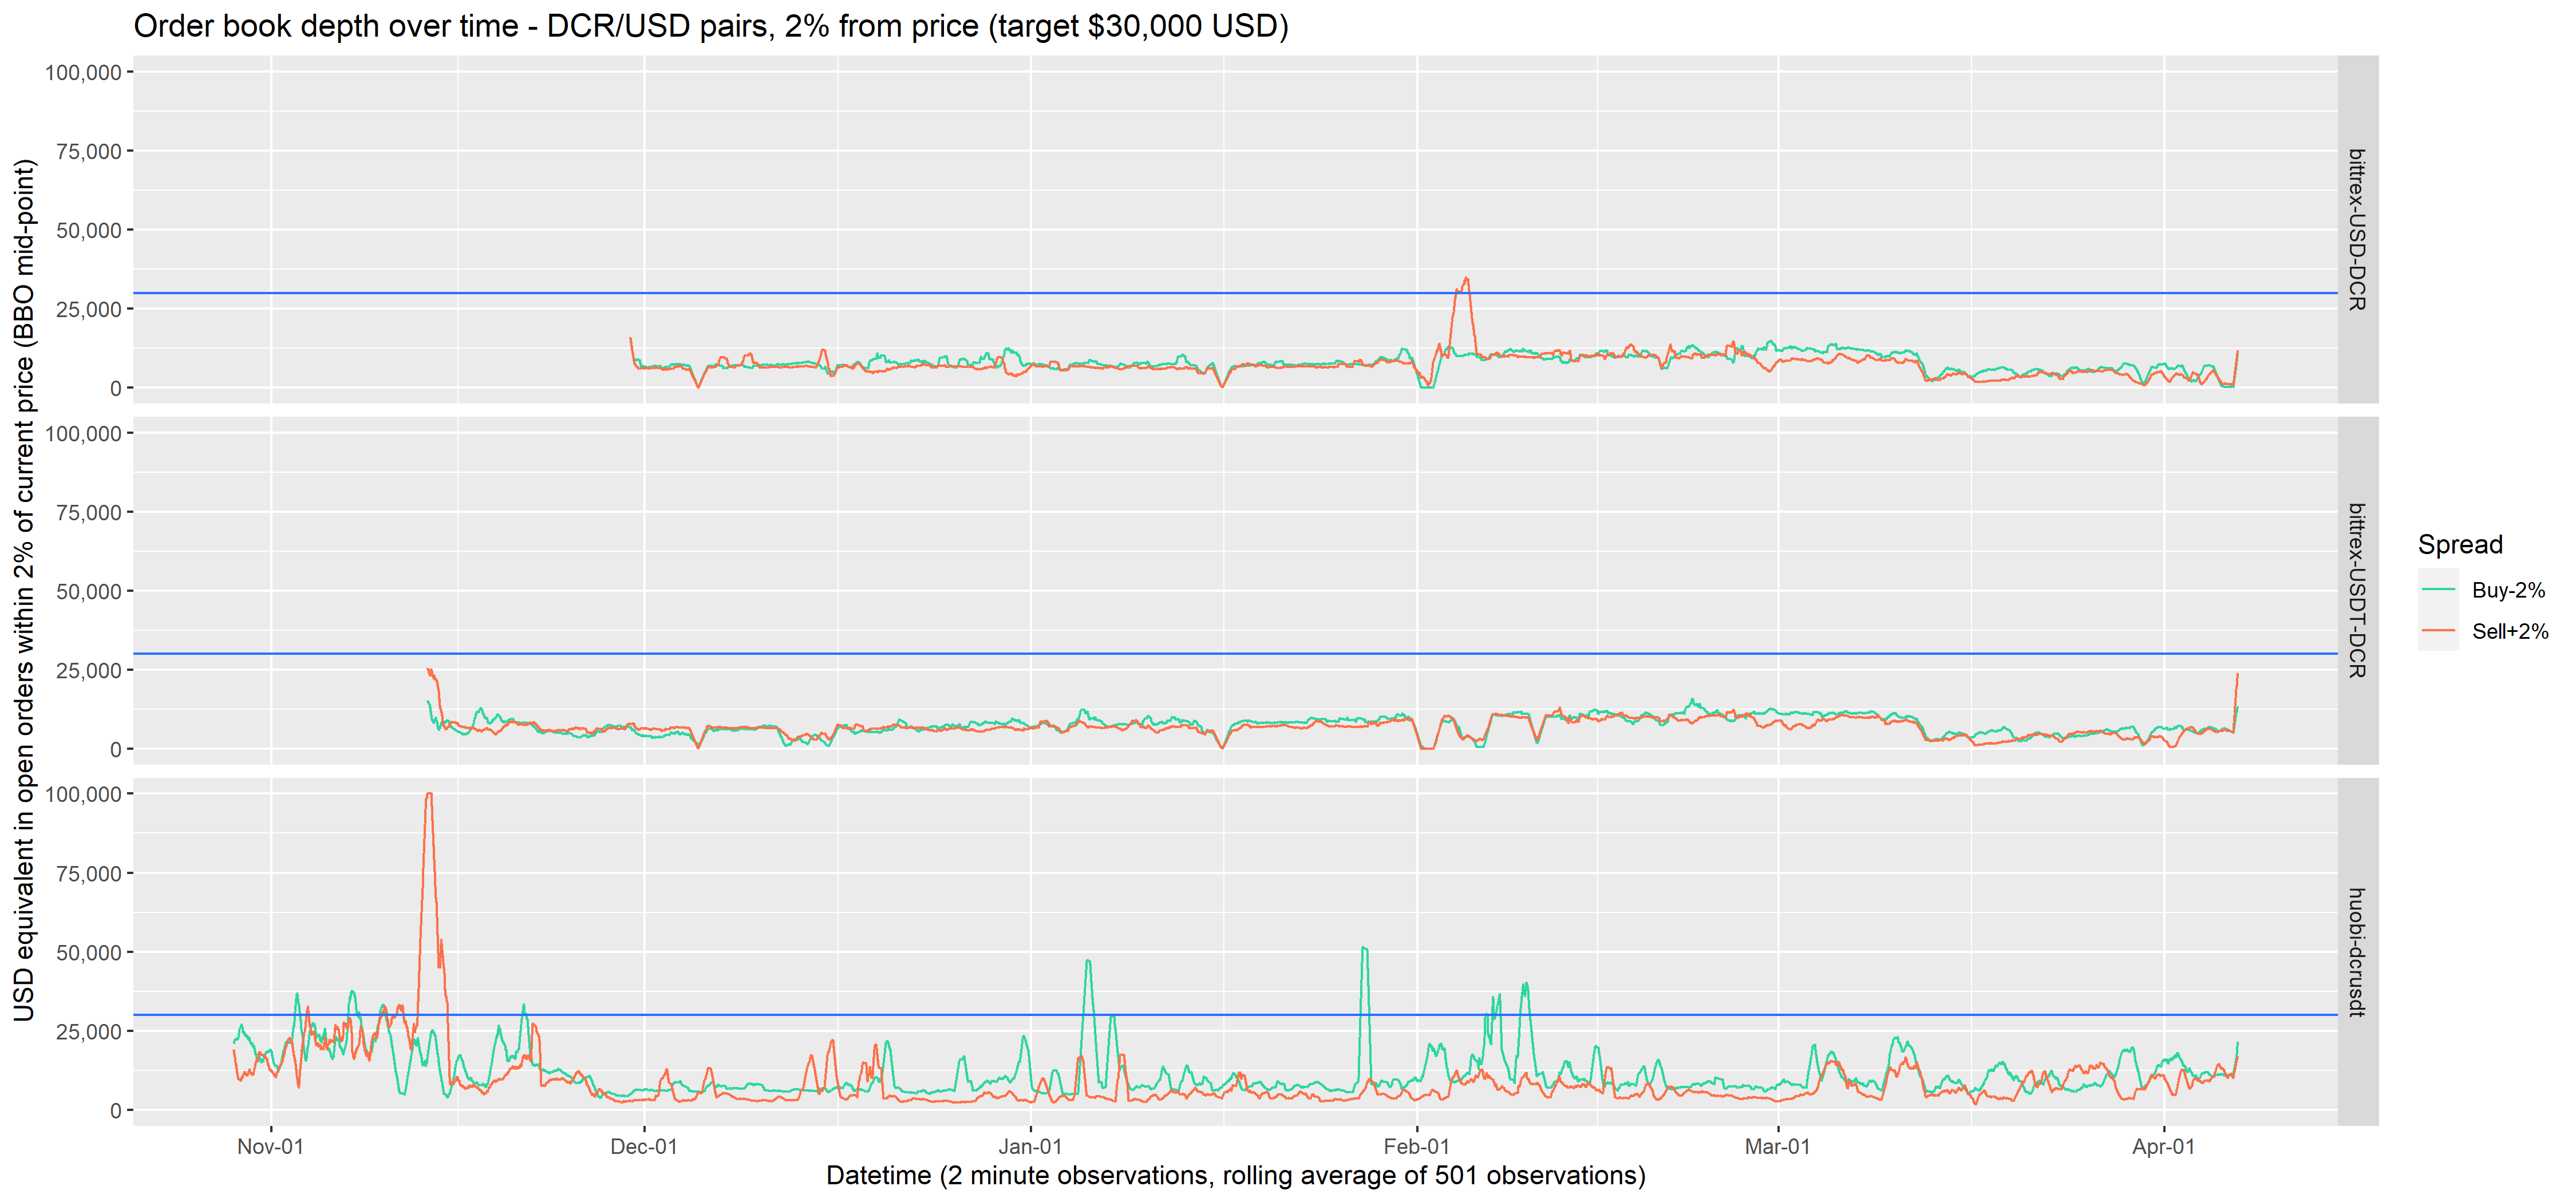 Order book depth over time - DCR/USD pairs, 2% from price (target $30,000 USD)
USD equivalent in open orders within 2% of current price (BBO mid-point)
100,000
75,000
50,000
25,000
0
bittrex-USD-DCR
100,000
75,000
50,000
25,000
0
bittrex-USDT-DCR
100,000
75,000
50,000
25,000
0
huobi-dcrusdt
Nov-01
Dec-01
Jan-01
Feb-01
Mar-01
Apr-01
Datetime (2 minute observations, rolling average of 501 observations)
Spread
Buy-2%
Sell+2%